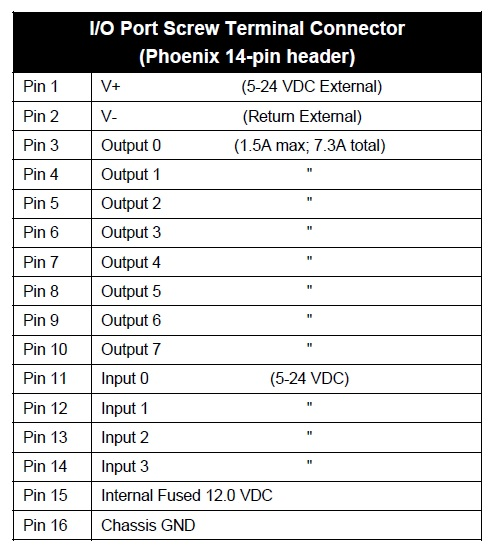 I/O Port Screw Terminal Connector
(Phoenix 14-pin header)
Pin 1 V+ (5-24 VDC External)
Pin 2 V- (Return External)
Pin 3 Output 0 (1.5A max; 7.3A total)
Pin 4 Output 1 "
Pin 5 Output 2 "
Pin 6 Output 3 "
Pin 7 Output 4 "
Pin 8 Output 5 "
Pin 9 Output 6 "
Pin 10 Output 7 "
Pin 11 Input 0 (5-24 VDC)
Pin 12 Input 1 "
Pin 13 Input 2 "
Pin 14 Input 3 "
Pin 15 Internal Fused 12.0 VDC
Pin 16 Chassis GND